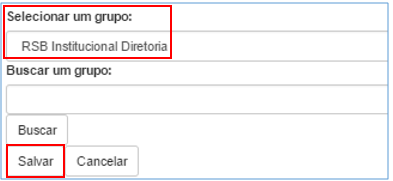 Selecionar um grupo:
RSB Institucional Diretoria
Buscar um grupo:
Buscar
Salvar Cancelar